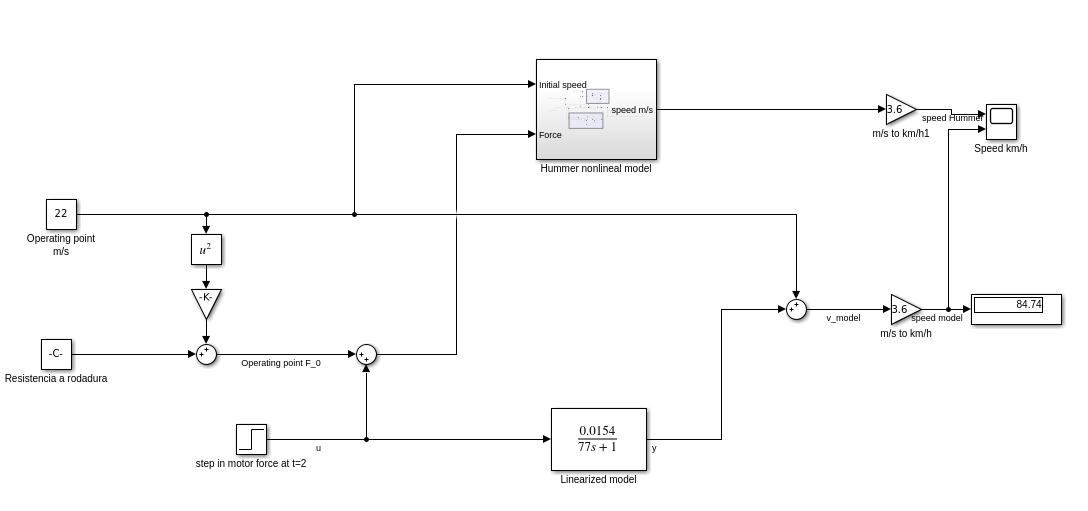 Initial speed
speed m/s
Force
Hummer nonlineal model
3.6
m/s to km/h1
speed Hummer
Speed km/h
22
Operating point
m/s
u²
-K-
-C-
Resistencia a rodadura
Operating point F_0
step in motor force at t=2
u
0.0154
77s + 1
Linearized model
y
v_model
3.6
m/s to km/h
speed model
84.74